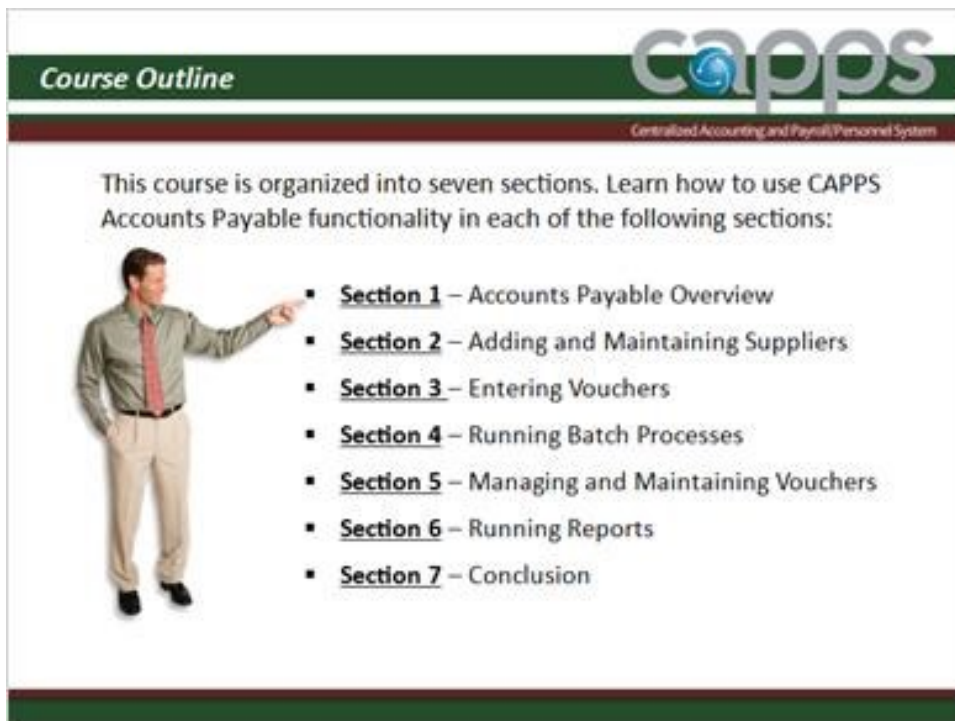 Course Outline
capps
Centralized Accounting and Payroll/Personnel System
This course is organized into seven sections. Learn how to use CAPPS
Accounts Payable functionality in each of the following sections:
▪ Section 1 – Accounts Payable Overview
▪ Section 2 – Adding and Maintaining Suppliers
▪ Section 3 – Entering Vouchers
▪ Section 4 – Running Batch Processes
▪ Section 5 – Managing and Maintaining Vouchers
▪ Section 6 – Running Reports
▪ Section 7 – Conclusion